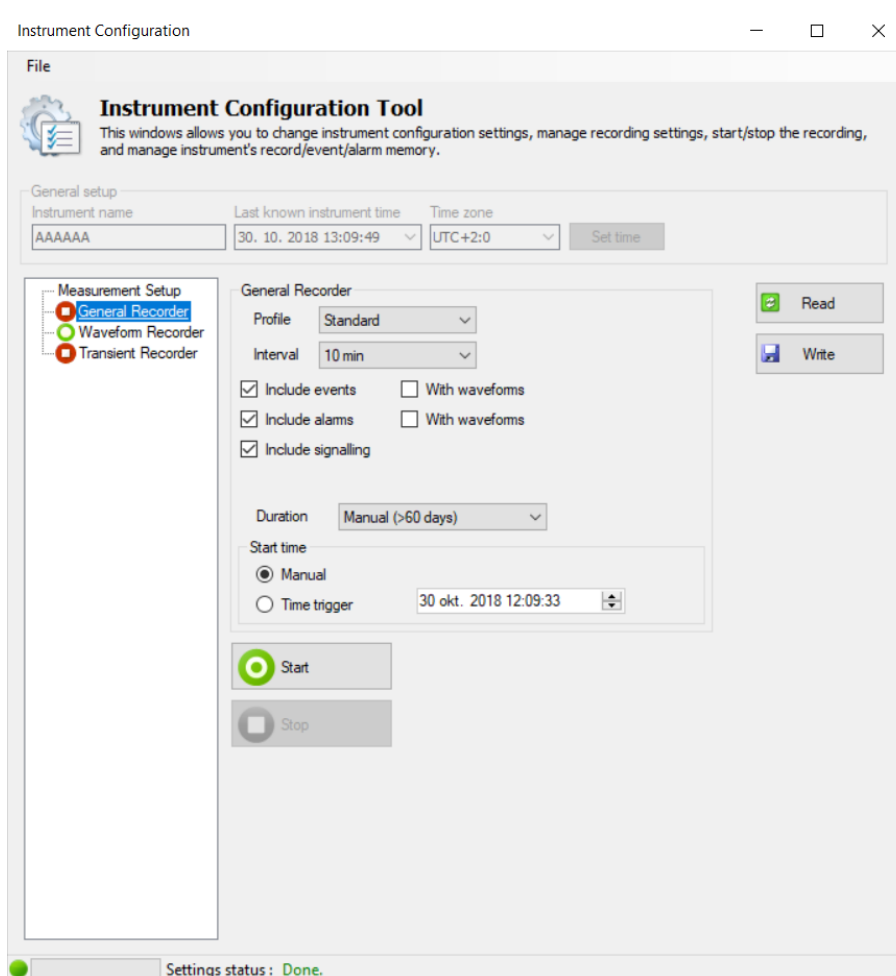 Instrument Configuration
File
Instrument Configuration Tool
This windows allows you to change instrument configuration settings, manage recording settings, start/stop the recording,
and manage instrument's record/event/alarm memory.
General setup
Instrument name Last known instrument time Time zone
AAAAAA 30. 10. 2018 13:09:49 UTC+2:0 Set time
Measurement Setup
General Recorder
Waveform Recorder
Transient Recorder
General Recorder
Profile Standard
Interval 10 min
Include events With waveforms
Include alarms With waveforms
Include signalling
Duration Manual (>60 days)
Start time
Manual
Time trigger 30 okt. 2018 12:09:33
Start
Stop
Read
Write
Settings status : Done.